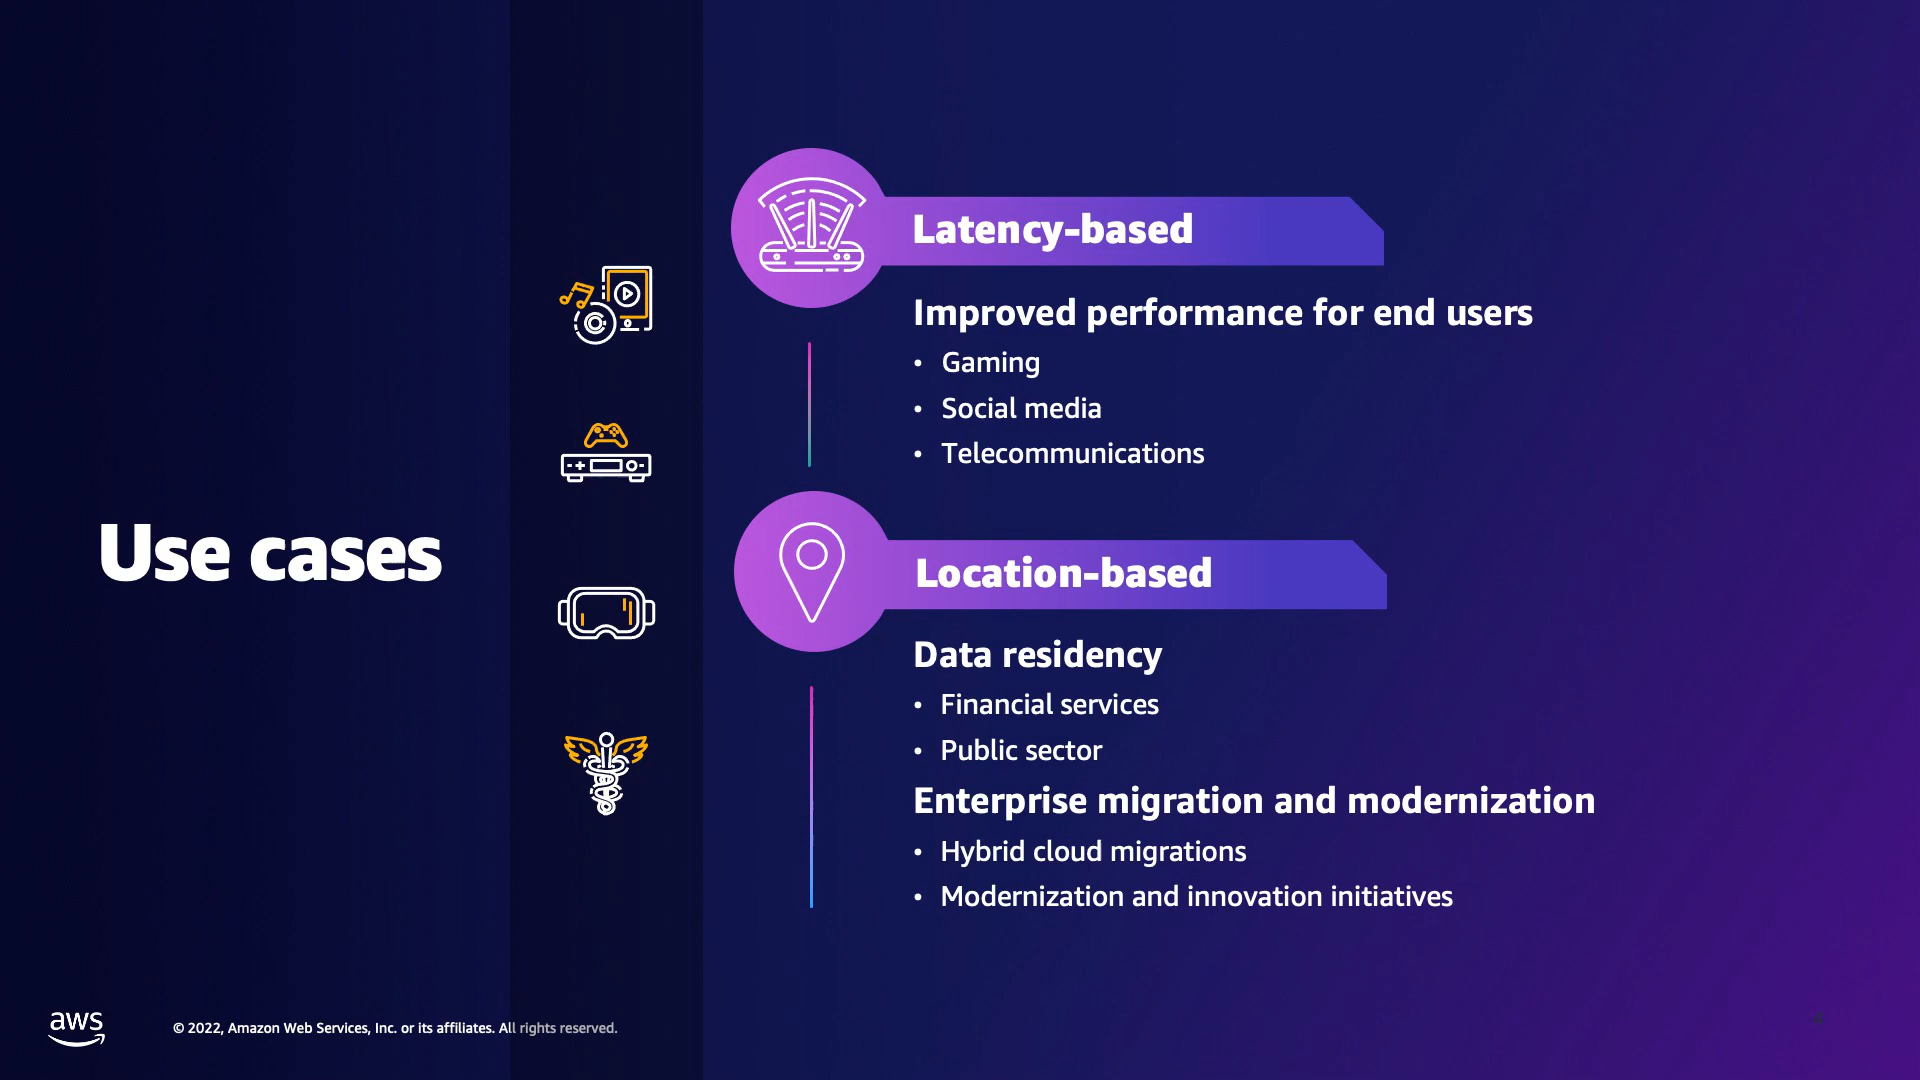 Use cases
Latency-based
Improved performance for end users
• Gaming
• Social media
• Telecommunications
Location-based
Data residency
• Financial services
• Public sector
Enterprise migration and modernization
• Hybrid cloud migrations
• Modernization and innovation initiatives
aws
© 2022, Amazon Web Services, Inc. or its affiliates. All rights reserved.